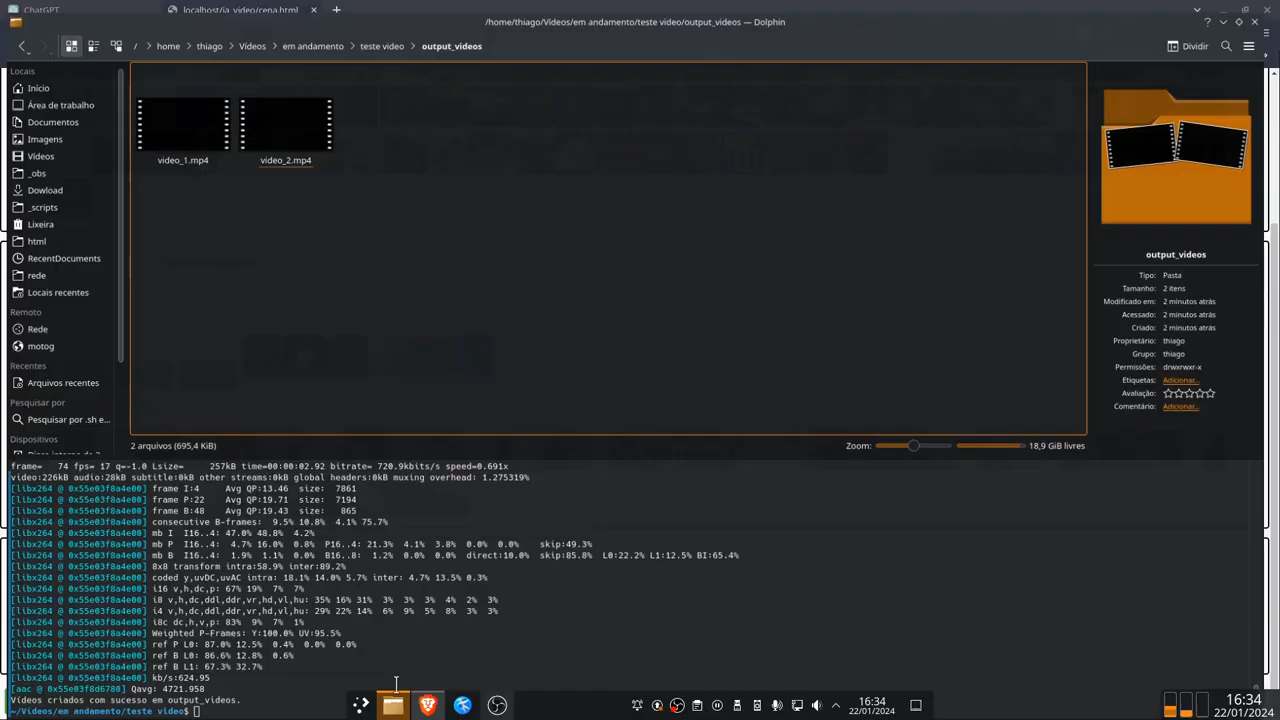 ChatGPT
localhost/ia_video/cena.html
/home/thiago/Vídeos/em andamento/teste video/output_videos — Dolphin
/ home thiago Vídeos em andamento teste video output_videos
Dividir
Locais
Início
Área de trabalho
Documentos
Imagens
Vídeos
_obs
Dowload
_scripts
Lixeira
html
RecentDocuments
rede
Locais recentes
Remoto
Rede
motog
Recentes
Arquivos recentes
Pesquisar por
Pesquisar por .sh e...
Dispositivos
video_1.mp4
video_2.mp4
output_videos
Tipo: Pasta
Tamanho: 2 itens
Modificado em: 2 minutos atrás
Acessado: 2 minutos atrás
Criado: 2 minutos atrás
Proprietário: thiago
Grupo: thiago
Permissões: drwxrwxr-x
Etiquetas: Adicionar...
Avaliação:
Comentário: Adicionar...
2 arquivos (695,4 KiB)
Zoom:
18,9 GiB livres
frame= 74 fps= 17 q=-1.0 Lsize= 257kB time=00:00:02.92 bitrate= 720.9kbits/s speed=0.691x
video:226kB audio:28kB subtitle:0kB other streams:0kB global headers:0kB muxing overhead: 1.275319%
[libx264 @ 0x55e03f8a4e00] frame I:4 Avg QP:13.46 size: 7861
[libx264 @ 0x55e03f8a4e00] frame P:22 Avg QP:19.71 size: 7194
[libx264 @ 0x55e03f8a4e00] frame B:48 Avg QP:19.43 size: 865
[libx264 @ 0x55e03f8a4e00] consecutive B-frames: 9.5% 10.8% 4.1% 75.7%
[libx264 @ 0x55e03f8a4e00] mb I I16..4: 47.0% 48.8% 4.2%
[libx264 @ 0x55e03f8a4e00] mb P I16..4: 4.7% 16.0% 0.8% P16..4: 21.3% 4.1% 3.8% 0.0% 0.0% skip:49.3%
[libx264 @ 0x55e03f8a4e00] mb B I16..4: 1.9% 1.1% 0.0% B16..8: 1.2% 0.0% 0.0% direct:10.0% skip:85.8% L0:22.2% L1:12.5% BI:65.4%
[libx264 @ 0x55e03f8a4e00] 8x8 transform intra:58.9% inter:89.2%
[libx264 @ 0x55e03f8a4e00] coded y,uvDC,uvAC intra: 18.1% 14.0% 5.7% inter: 4.7% 13.5% 0.3%
[libx264 @ 0x55e03f8a4e00] i16 v,h,dc,p: 67% 19% 7% 7%
[libx264 @ 0x55e03f8a4e00] i8 v,h,dc,ddl,ddr,vr,hd,vl,hu: 35% 16% 31% 3% 3% 3% 4% 2% 3%
[libx264 @ 0x55e03f8a4e00] i4 v,h,dc,ddl,ddr,vr,hd,vl,hu: 29% 22% 14% 6% 9% 5% 8% 3% 3%
[libx264 @ 0x55e03f8a4e00] i8c dc,h,v,p: 83% 9% 7% 1%
[libx264 @ 0x55e03f8a4e00] Weighted P-Frames: Y:100.0% UV:95.5%
[libx264 @ 0x55e03f8a4e00] ref P L0: 87.0% 12.5% 0.4% 0.0% 0.0%
[libx264 @ 0x55e03f8a4e00] ref B L0: 86.6% 12.8% 0.6%
[libx264 @ 0x55e03f8a4e00] ref B L1: 67.3% 32.7%
[libx264 @ 0x55e03f8a4e00] kb/s:624.95
[aac @ 0x55e03f8d6780] Qavg: 4721.958
Vídeos criados com sucesso em output_videos.
~/Vídeos/em andamento/teste video$
16:34
22/01/2024
16:34
22/01/2024